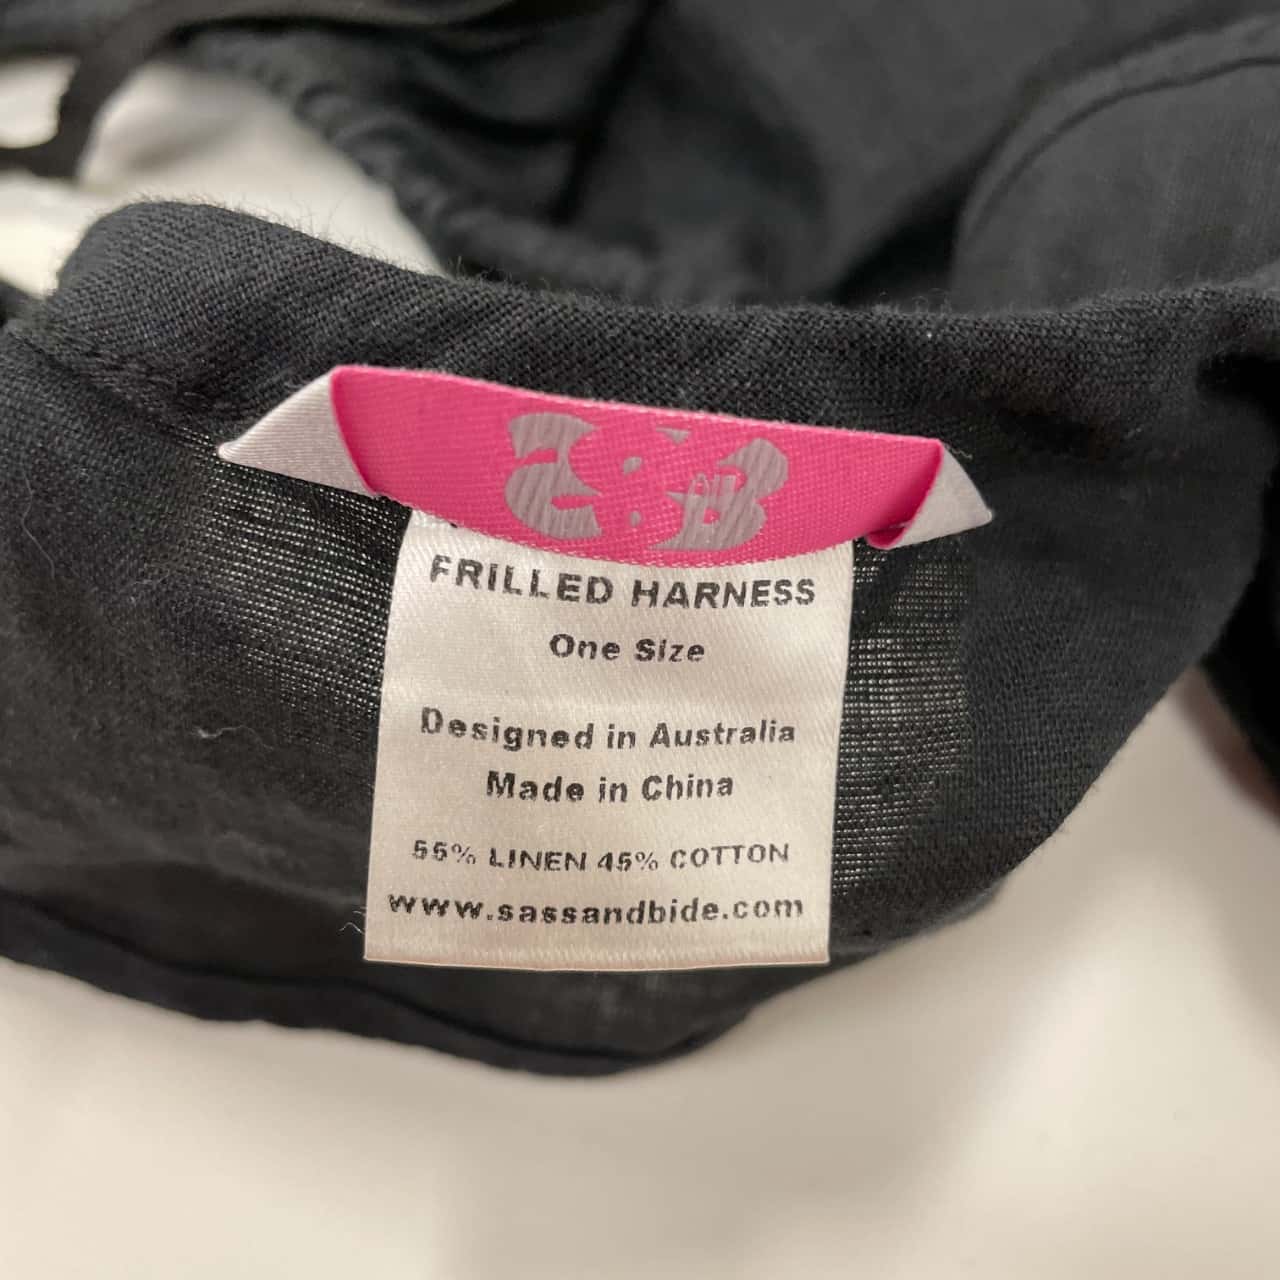 FRILLED HARNESS
One Size
Designed in Australia
Made in China
55% LINEN 45% COTTON
www.sassandbide.com